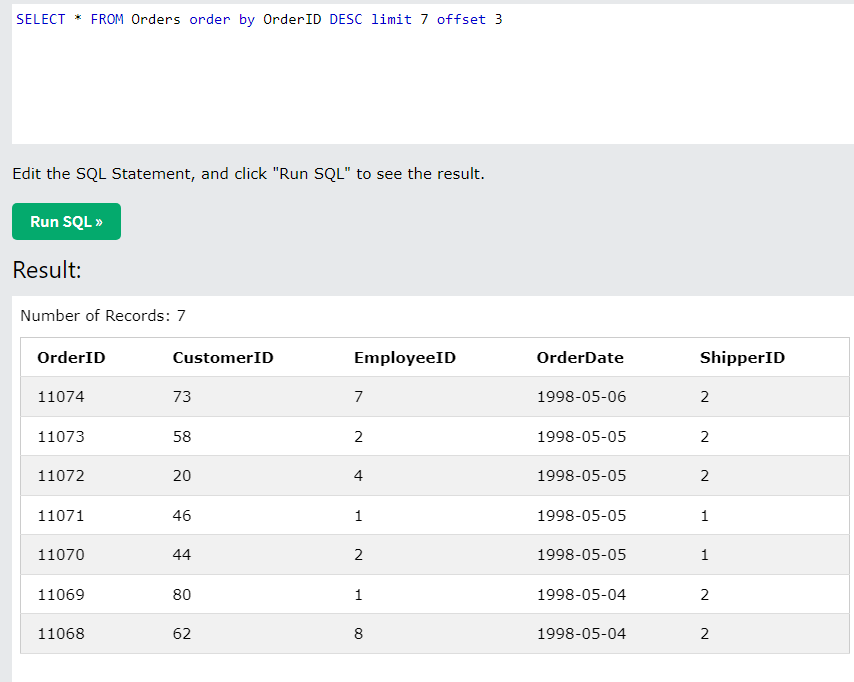 SELECT * FROM Orders order by OrderID DESC limit 7 offset 3
Edit the SQL Statement, and click "Run SQL" to see the result.
Run SQL »
Result:
Number of Records: 7
OrderID CustomerID EmployeeID OrderDate ShipperID
11074 73 7 1998-05-06 2
11073 58 2 1998-05-05 2
11072 20 4 1998-05-05 2
11071 46 1 1998-05-05 1
11070 44 2 1998-05-05 1
11069 80 1 1998-05-04 2
11068 62 8 1998-05-04 2